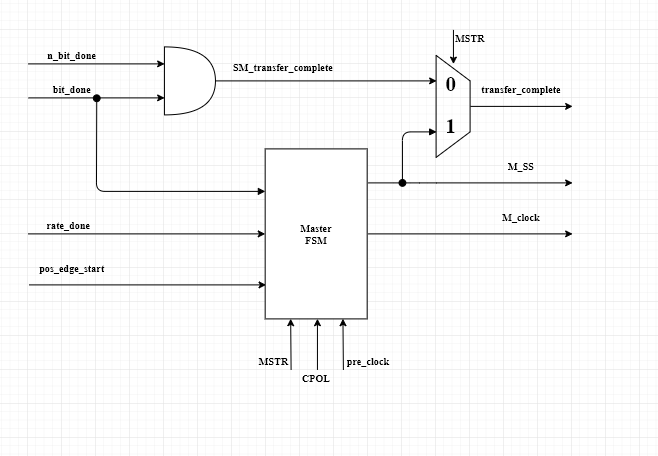 MSTR
n_bit_done
SM_transfer_complete
0
bit_done
transfer_complete
1
M_SS
Master
FSM
M_clock
rate_done
pos_edge_start
MSTR
pre_clock
CPOL